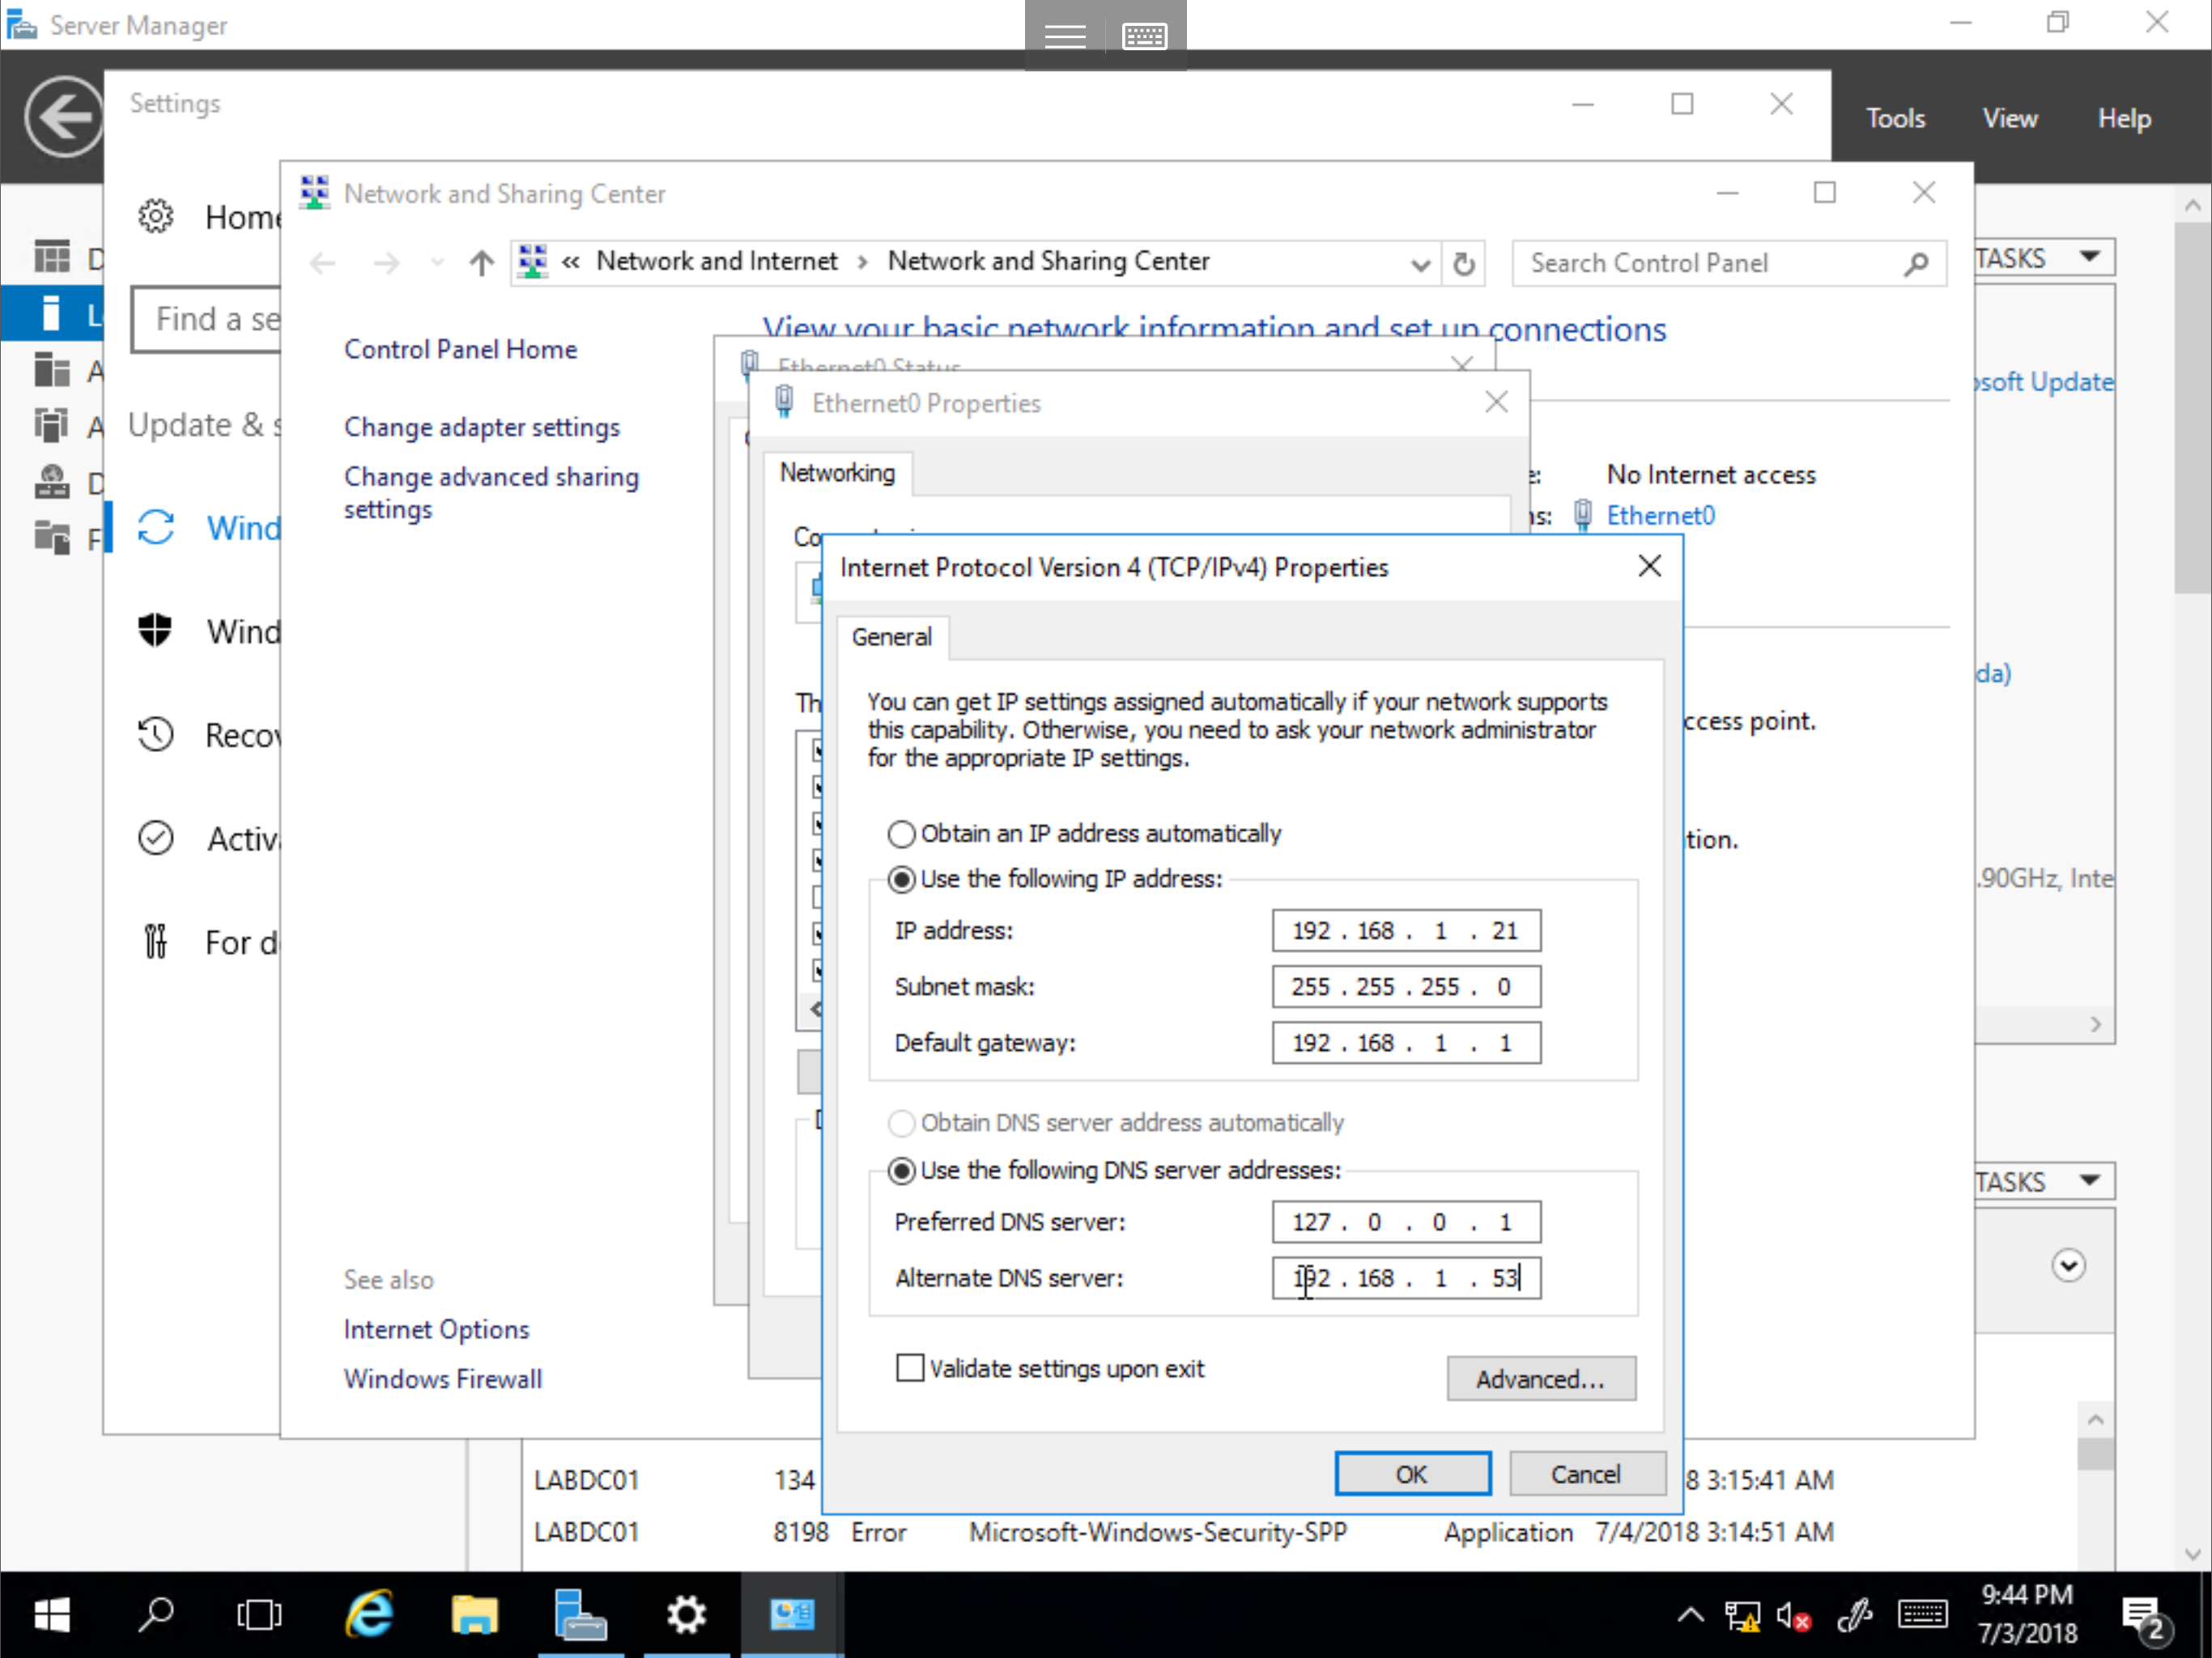 Server Manager
Settings
Tools View Help
Network and Sharing Center
Home
« Network and Internet > Network and Sharing Center
Search Control Panel
TASKS
Find a se
View your basic network information and set up connections
Control Panel Home
Ethernet0 Status
osoft Update
Ethernet0 Properties
Update & s
Change adapter settings
Networking
No Internet access
Change advanced sharing
settings
Ethernet0
Wind
Internet Protocol Version 4 (TCP/IPv4) Properties
General
Wind
da)
You can get IP settings assigned automatically if your network supports
this capability. Otherwise, you need to ask your network administrator
for the appropriate IP settings.
ccess point.
Th
Recov
Obtain an IP address automatically
Activ
tion.
Use the following IP address:
.90GHz, Inte
IP address: 192 . 168 . 1 . 21
For d
Subnet mask: 255 . 255 . 255 . 0
Default gateway: 192 . 168 . 1 . 1
Obtain DNS server address automatically
Use the following DNS server addresses:
TASKS
Preferred DNS server: 127 . 0 . 0 . 1
Alternate DNS server: 192 . 168 . 1 . 53
See also
Internet Options
Windows Firewall
Validate settings upon exit
Advanced...
OK Cancel
LABDC01 134 8 3:15:41 AM
LABDC01 8198 Error Microsoft-Windows-Security-SPP Application 7/4/2018 3:14:51 AM
9:44 PM
7/3/2018
2